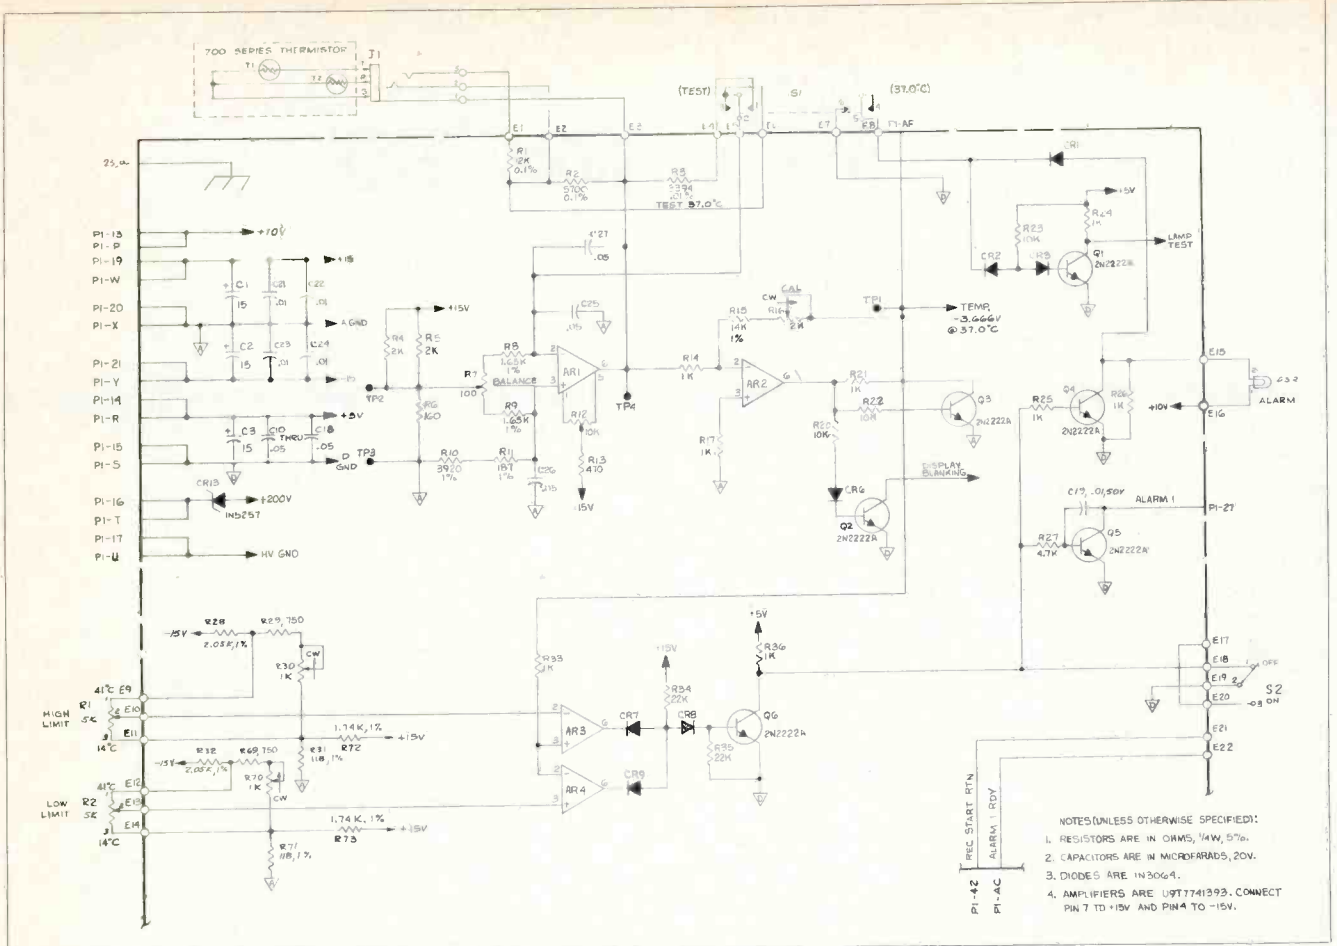 700 SERIES THERMISTOR
J1
T1
T2
(TEST)
S1
(37.0°C)
E1
E2
E3
E7
E8
P1-AF
R1
2K
0.1%
R2
5700
0.1%
R3
.01%
TEST 37.0°C
CR1
+5V
R24
1K
R23
10K
CR2
CR3
Q1
2N2222A
LAMP
TEST
P1-13
P1-P
+10V
P1-19
P1-W
+15
P1-20
P1-X
A GND
P1-21
P1-Y
-15
P1-14
P1-R
+5V
P1-15
P1-S
D
GND
P1-16
P1-T
+200V
CR13
IN5257
P1-17
P1-U
HV GND
C1
15
C21
.01
C22
.01
C2
15
C23
.01
C24
.01
C3
15
C10
THRU
.05
C18
.05
+15V
R4
2K
R5
2K
TP2
R6
160
TP3
R7
100
R8
1.65K
1%
BALANCE
R9
1.65K
1%
R10
3920
1%
R11
187
1%
C26
C27
.05
C25
.05
AR1
R12
10K
R13
470
-15V
TP4
R14
1K
R15
14K
1%
CW
CAL
R16
2K
TP1
TEMP,
-3.666V
@ 37.0°C
AR2
R17
1K
R21
1K
R22
10K
R20
10K
Q3
2N2222A
CR6
Q2
2N2222A
DISPLAY
BLANKING
R25
1K
Q4
2N2222A
R26
1K
+10V
E15
E16
DS2
ALARM
C19, .01,50V
ALARM 1
P1-27
R27
4.7K
Q5
2N2222A
-15V
R28
2.05K,1%
R29,750
R30
1K
CW
41°C E9
R1
HIGH
LIMIT
5K
E10
E11
14°C
R31
118,1%
1.74K,1%
R72
+15V
-15V
R32
2.05K,1%
R69,750
R70
1K
CW
41°C
E12
LOW
LIMIT
R2
5K
E13
E14
14°C
1.74K,1%
R73
+15V
R71
118,1%
R33
1K
AR3
AR4
CR7
CR9
+15V
R34
22K
CR8
R35
22K
+5V
R36
1K
Q6
2N2222A
E17
E18
E19
E20
E21
E22
OFF
S2
ON
REC START RTN
ALARM 1 RDY
P1-42
P1-AC
NOTES (UNLESS OTHERWISE SPECIFIED):
1. RESISTORS ARE IN OHMS, 1/4W, 5%.
2. CAPACITORS ARE IN MICROFARADS, 20V.
3. DIODES ARE IN3064.
4. AMPLIFIERS ARE U9T7741393. CONNECT
PIN 7 TO +15V AND PIN 4 TO -15V.